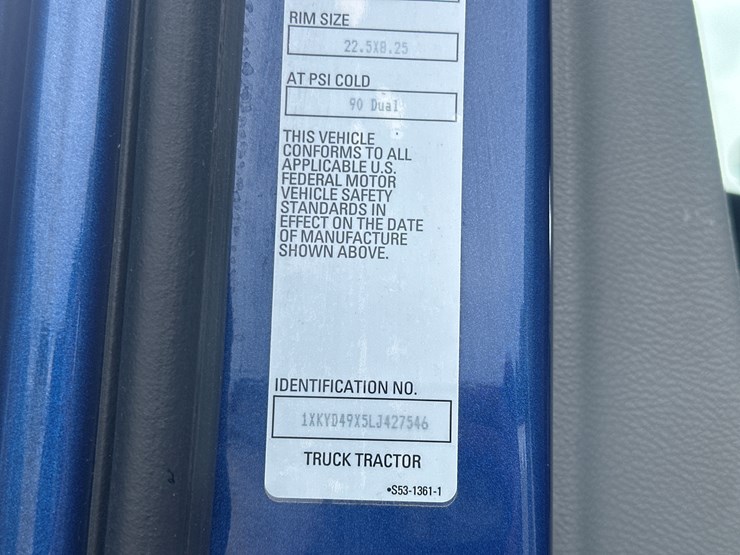 RIM SIZE
22.5X8.25
AT PSI COLD
90 Dual
THIS VEHICLE
CONFORMS TO ALL
APPLICABLE U.S.
FEDERAL MOTOR
VEHICLE SAFETY
STANDARDS IN
EFFECT ON THE DATE
OF MANUFACTURE
SHOWN ABOVE.
IDENTIFICATION NO.
1XKYD49X5LJ427546
TRUCK TRACTOR
•S53-1361-1